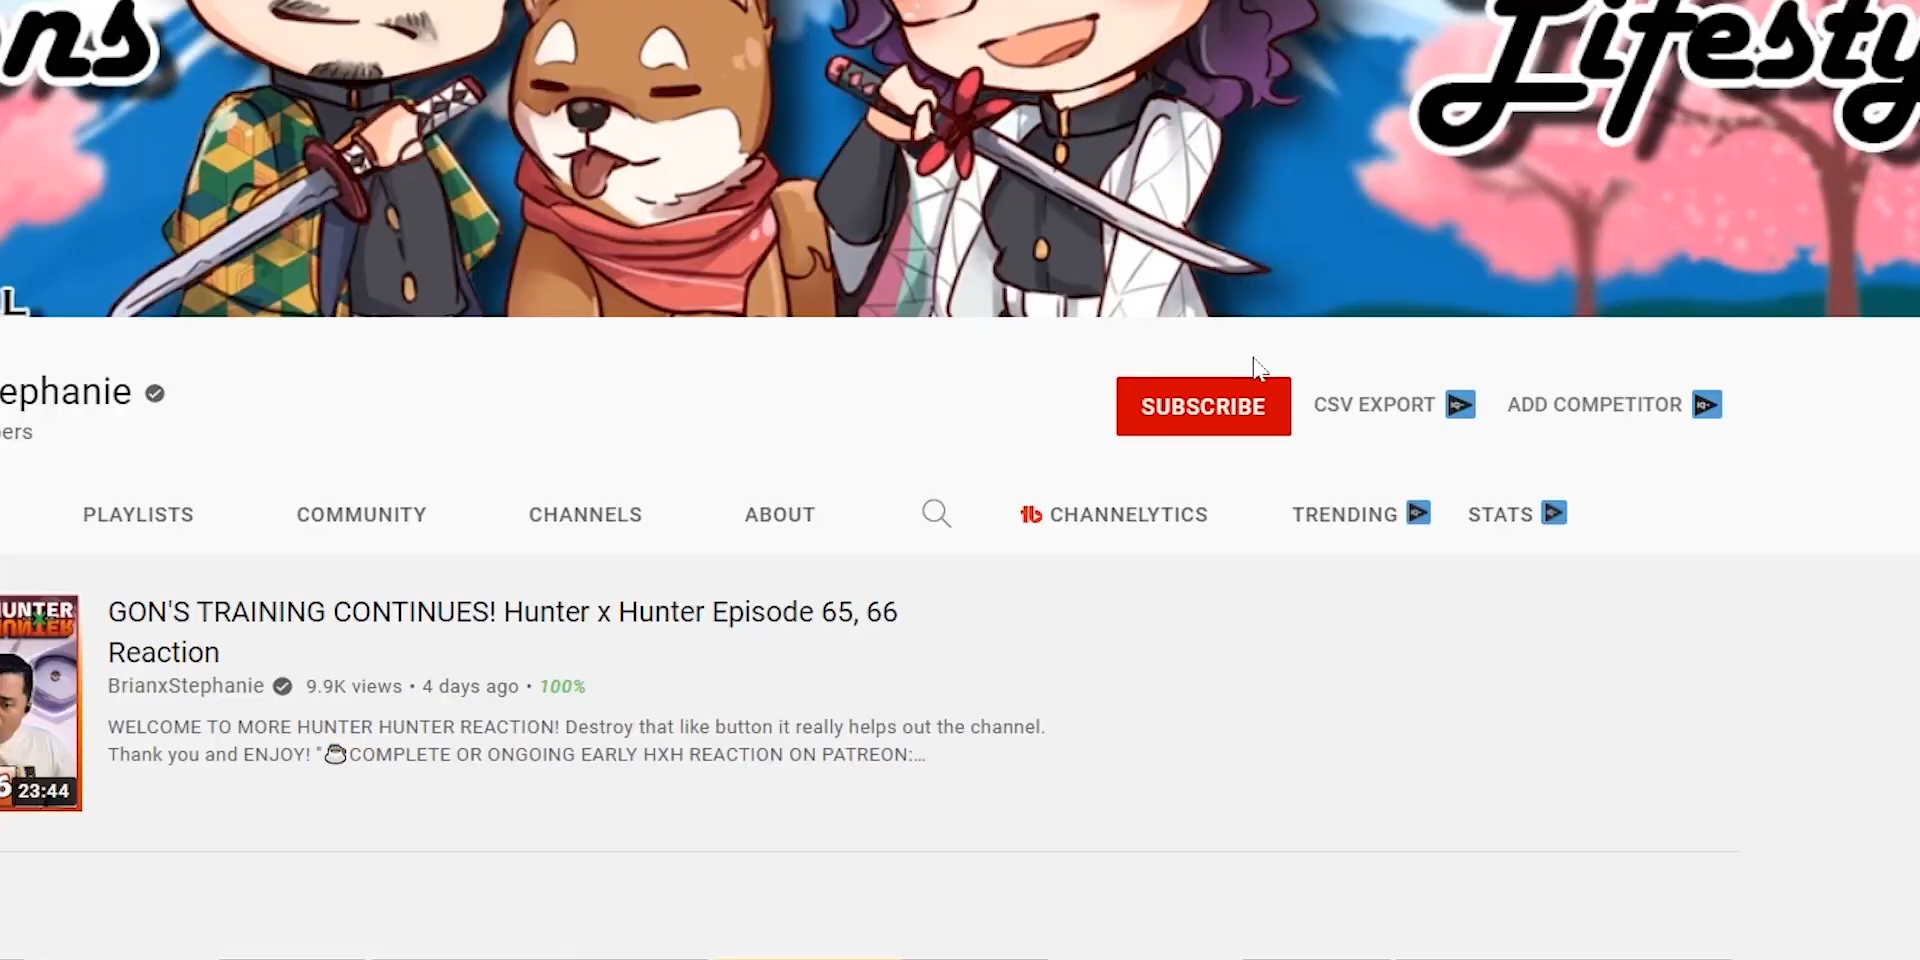 ns
Lifesty
L
ephanie
ers
SUBSCRIBE
CSV EXPORT
ADD COMPETITOR
PLAYLISTS
COMMUNITY
CHANNELS
ABOUT
CHANNELYTICS
TRENDING
STATS
HUNTER
HUNTER
6
23:44
GON'S TRAINING CONTINUES! Hunter x Hunter Episode 65, 66
Reaction
BrianxStephanie 9.9K views • 4 days ago • 100%
WELCOME TO MORE HUNTER HUNTER REACTION! Destroy that like button it really helps out the channel.
Thank you and ENJOY! "☕COMPLETE OR ONGOING EARLY HXH REACTION ON PATREON:...